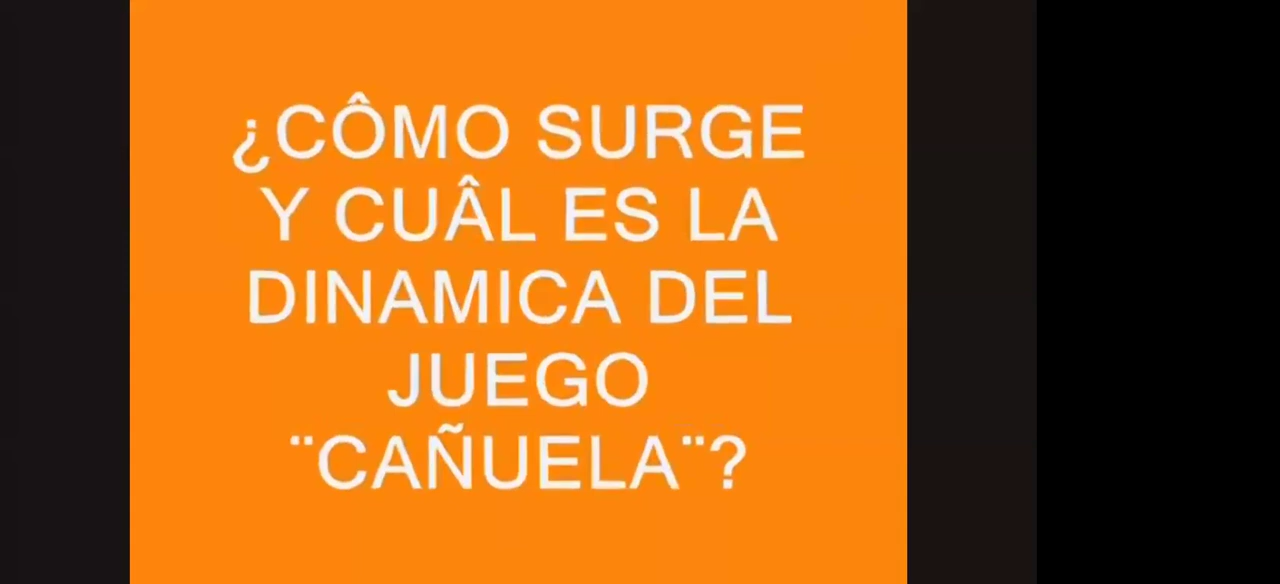 ¿CÔMO SURGE
Y CUÂL ES LA
DINAMICA DEL
JUEGO
¨CAÑUELA¨?